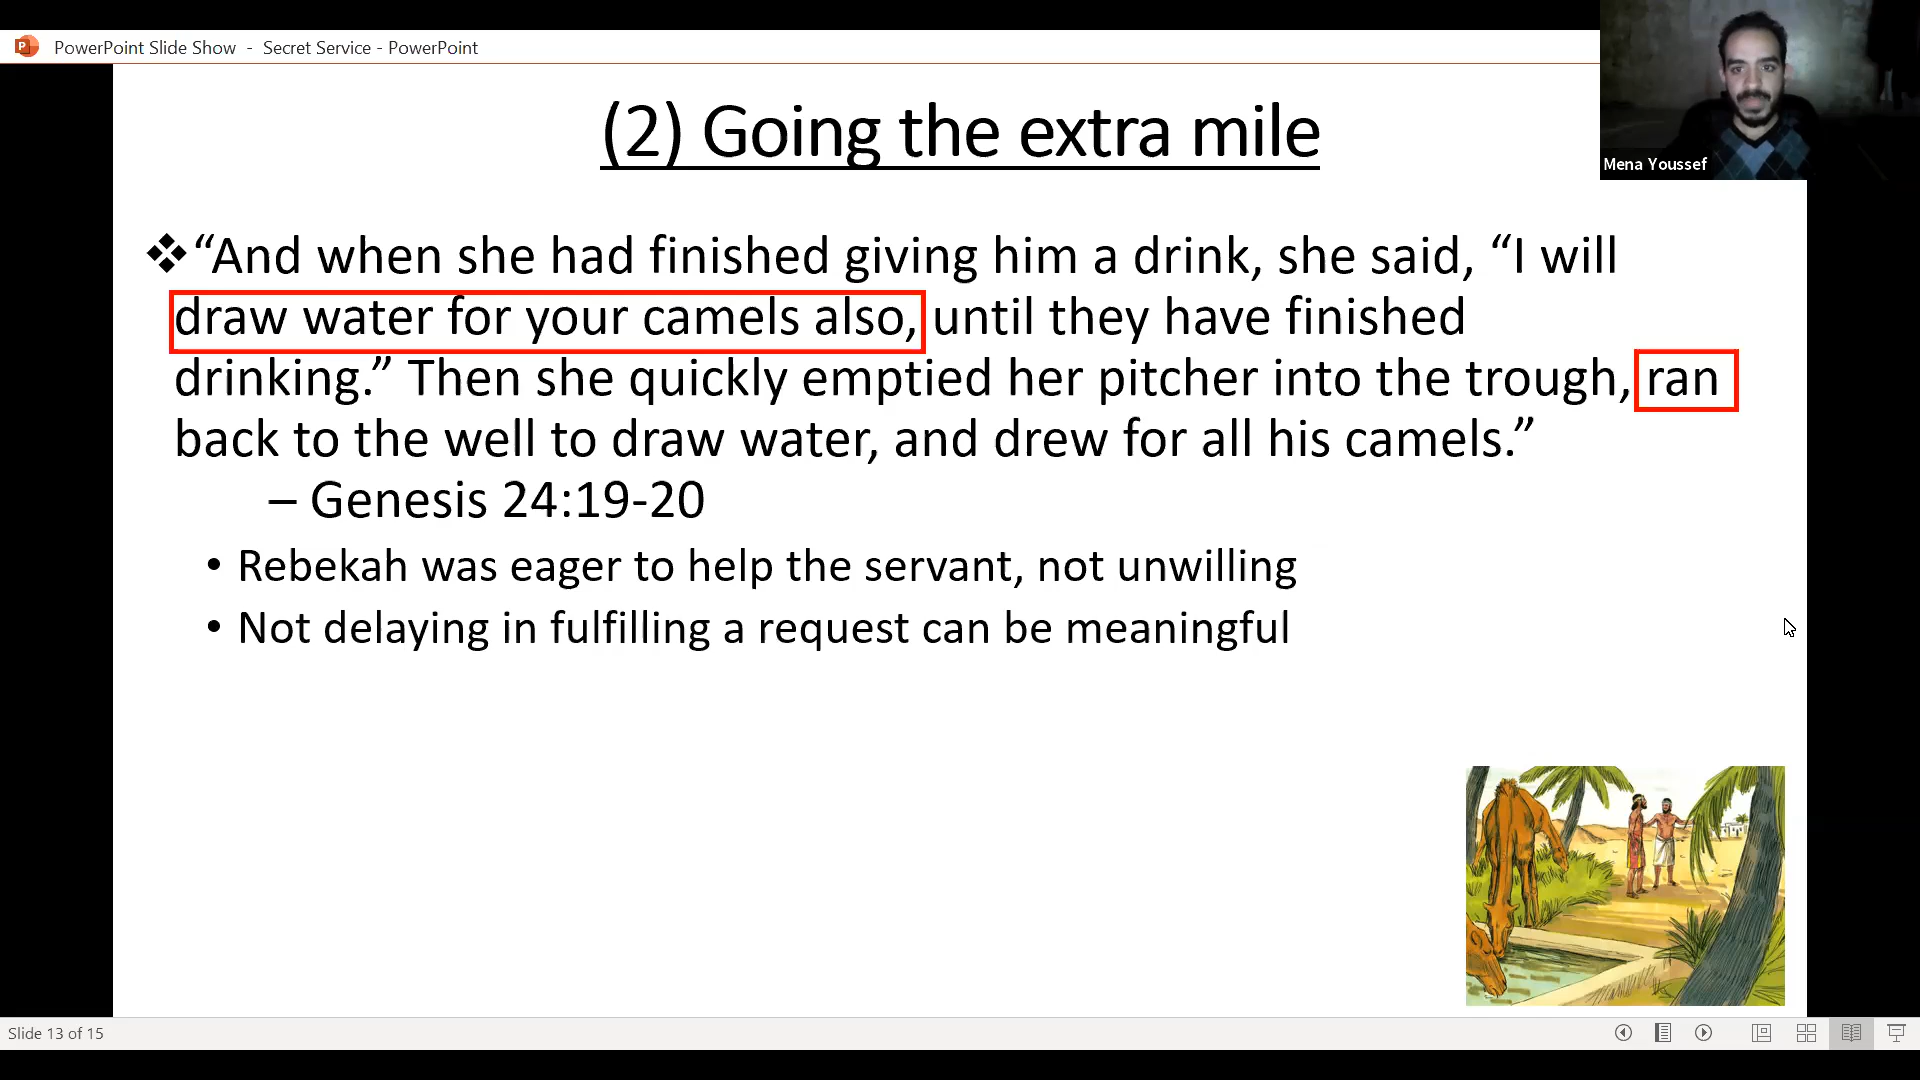 PowerPoint Slide Show - Secret Service - PowerPoint
Mena Youssef
(2) Going the extra mile
❖“And when she had finished giving him a drink, she said, “I will
draw water for your camels also, until they have finished
drinking.” Then she quickly emptied her pitcher into the trough, ran
back to the well to draw water, and drew for all his camels.”
– Genesis 24:19-20
• Rebekah was eager to help the servant, not unwilling
• Not delaying in fulfilling a request can be meaningful
Slide 13 of 15